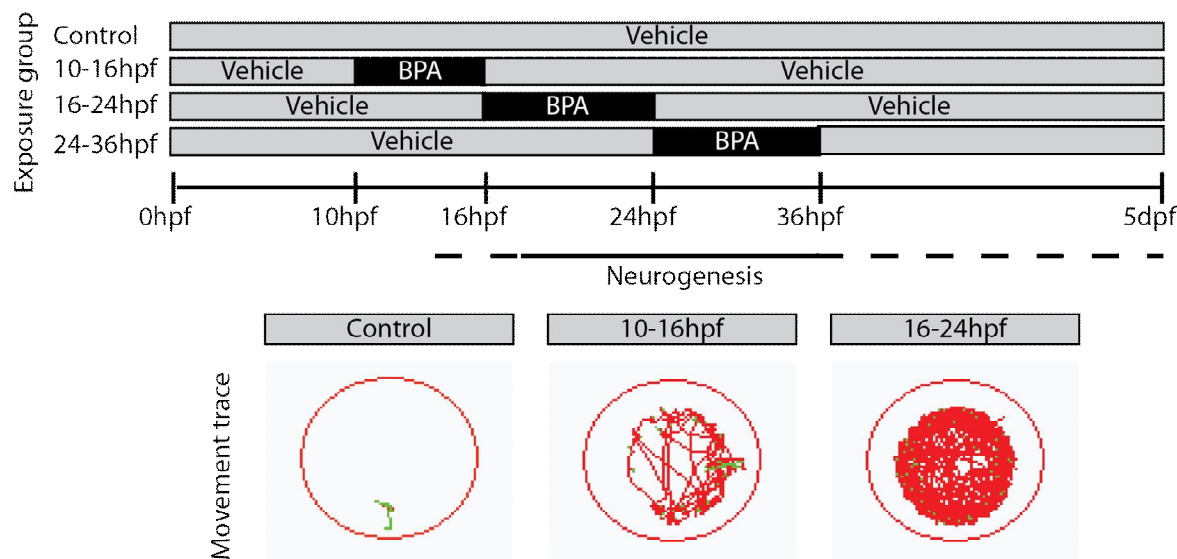 Exposure group
Control
Vehicle
10-16hpf
Vehicle BPA Vehicle
16-24hpf
Vehicle BPA Vehicle
24-36hpf
Vehicle BPA
0hpf 10hpf 16hpf 24hpf 36hpf 5dpf
Neurogenesis
Control 10-16hpf 16-24hpf
Movement trace